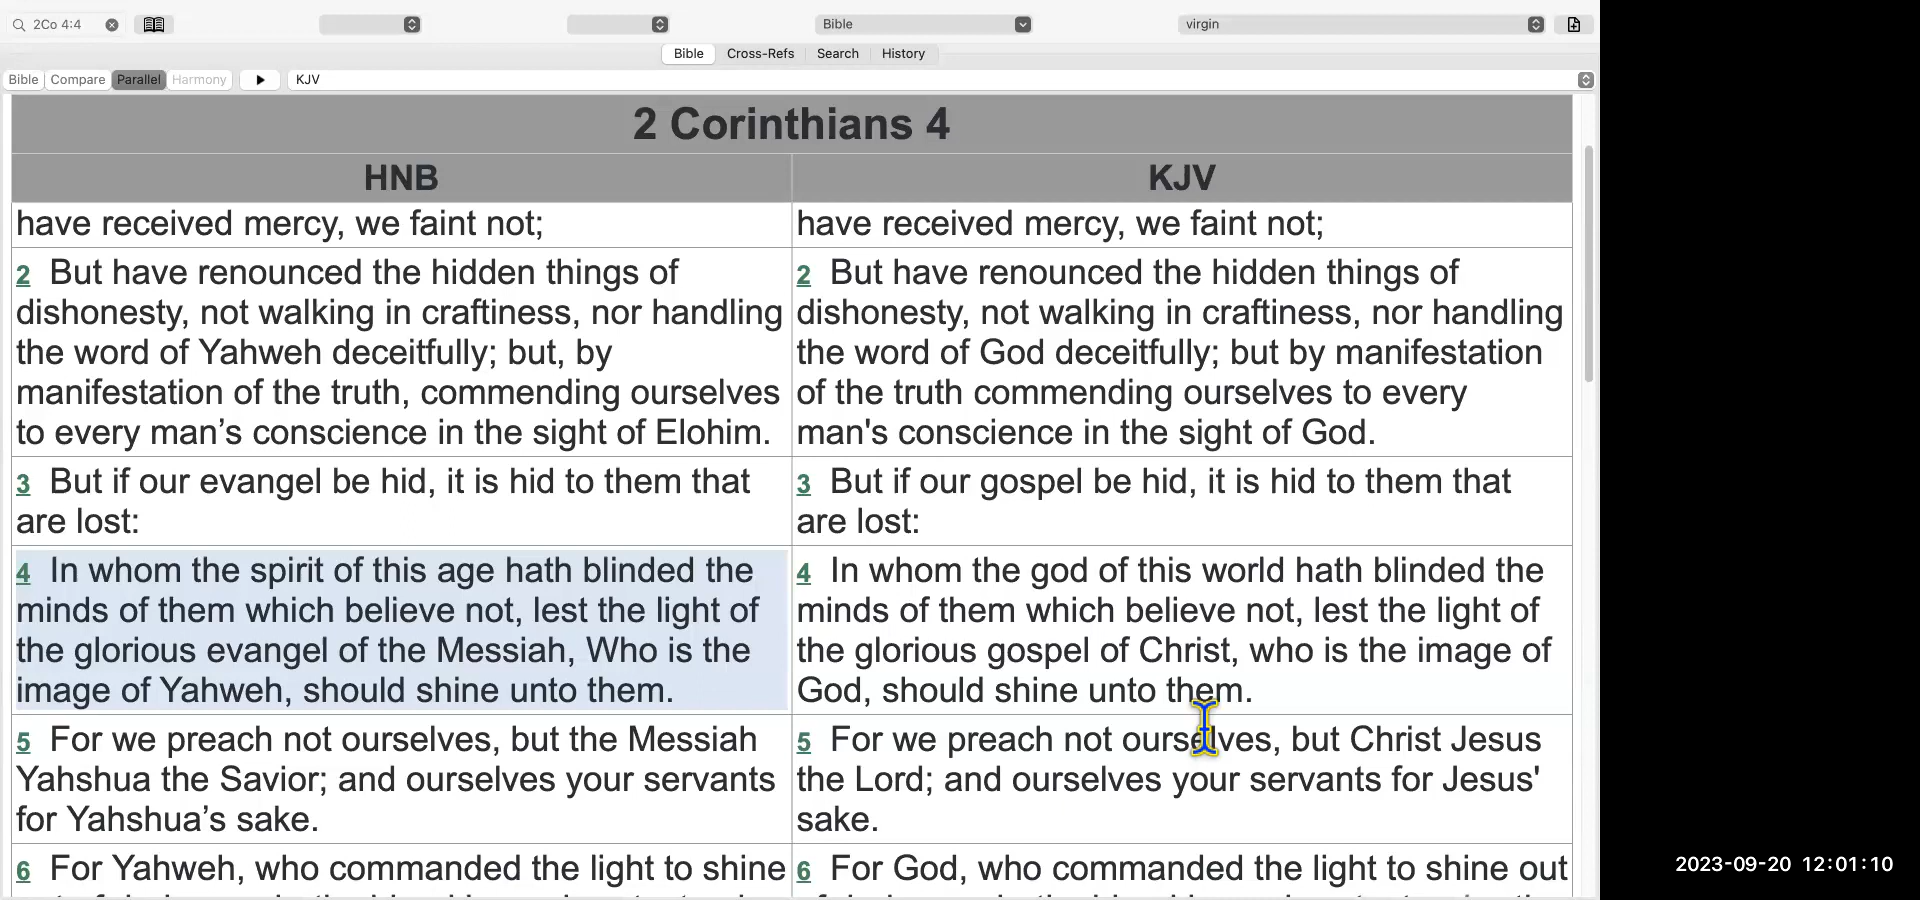 2Co 4:4
Bible
virgin
Bible Cross-Refs Search History
Bible Compare Parallel Harmony KJV
2 Corinthians 4
HNB
have received mercy, we faint not;
2 But have renounced the hidden things of
dishonesty, not walking in craftiness, nor handling
the word of Yahweh deceitfully; but, by
manifestation of the truth, commending ourselves
to every man’s conscience in the sight of Elohim.
3 But if our evangel be hid, it is hid to them that
are lost:
4 In whom the spirit of this age hath blinded the
minds of them which believe not, lest the light of
the glorious evangel of the Messiah, Who is the
image of Yahweh, should shine unto them.
5 For we preach not ourselves, but the Messiah
Yahshua the Savior; and ourselves your servants
for Yahshua’s sake.
6 For Yahweh, who commanded the light to shine
KJV
have received mercy, we faint not;
2 But have renounced the hidden things of
dishonesty, not walking in craftiness, nor handling
the word of God deceitfully; but by manifestation
of the truth commending ourselves to every
man's conscience in the sight of God.
3 But if our gospel be hid, it is hid to them that
are lost:
4 In whom the god of this world hath blinded the
minds of them which believe not, lest the light of
the glorious gospel of Christ, who is the image of
God, should shine unto them.
5 For we preach not ourselves, but Christ Jesus
the Lord; and ourselves your servants for Jesus'
sake.
6 For God, who commanded the light to shine out
2023-09-20 12:01:10